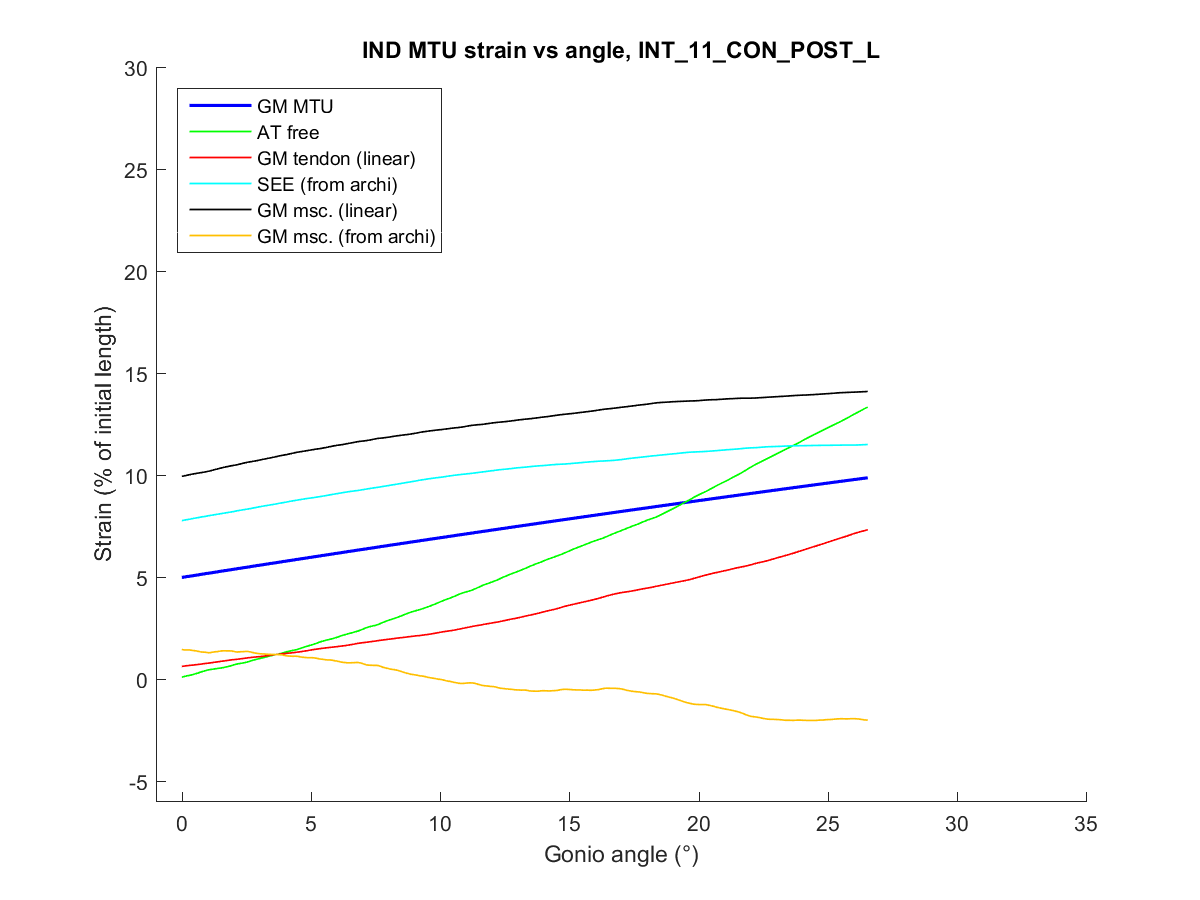 IND MTU strain vs angle, INT_11_CON_POST_L
30
25
20
15
10
5
0
-5
Strain (% of initial length)
GM MTU
AT free
GM tendon (linear)
SEE (from archi)
GM msc. (linear)
GM msc. (from archi)
0 5 10 15 20 25 30 35
Gonio angle (°)